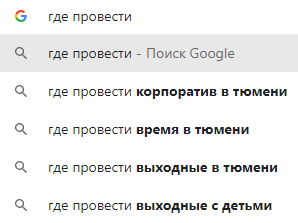 где провести
где провести - Поиск Google
где провести корпоратив в тюмени
где провести время в тюмени
где провести выходные в тюмени
где провести выходные с детьми